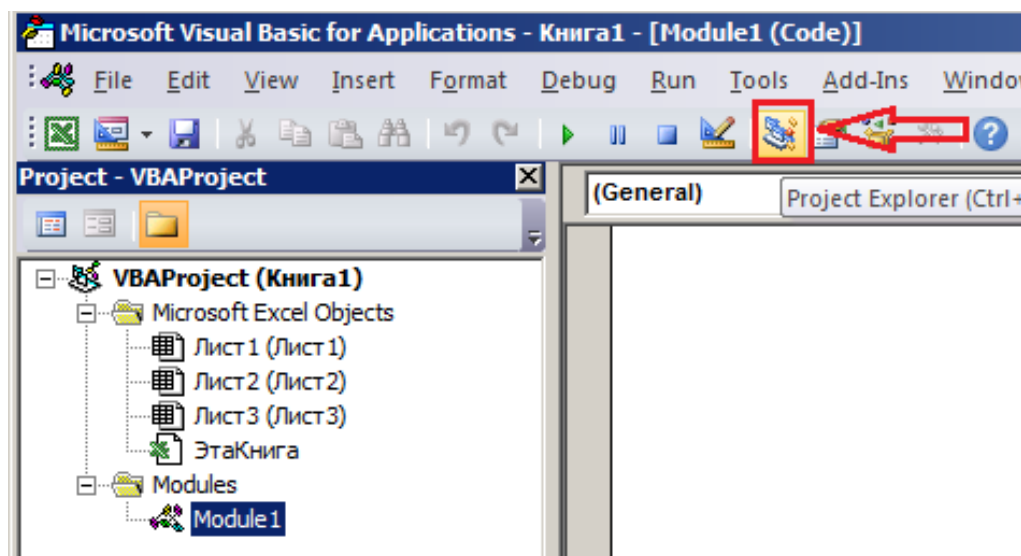 Microsoft Visual Basic for Applications - Книга1 - [Module1 (Code)]
File Edit View Insert Format Debug Run Tools Add-Ins Windo
Project - VBAProject
(General)
Project Explorer (Ctrl+
VBAProject (Книга1)
Microsoft Excel Objects
Лист1 (Лист1)
Лист2 (Лист2)
Лист3 (Лист3)
ЭтаКнига
Modules
Module1